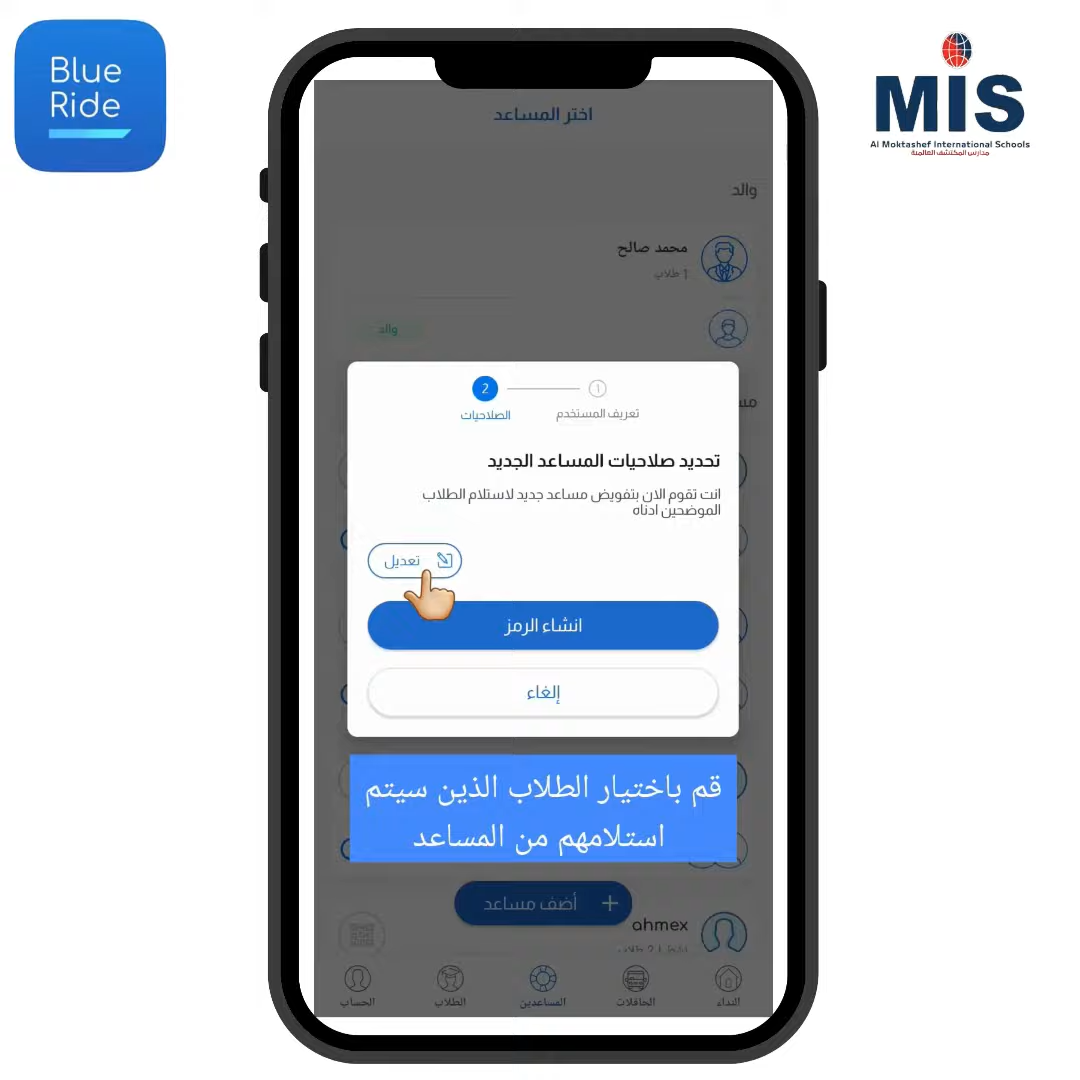 Blue
Ride
MIS
Al Moktashef International Schools
مدارس المكتشف العالمية
اختر المساعد
والد
محمد صالح
1 طلاب
والد
١
2
تعريف المستخدم
الصلاحيات
تحديد صلاحيات المساعد الجديد
انت تقوم الان بتفويض مساعد جديد لاستلام الطلاب
الموضحين ادناه
تعديل
انشاء الرمز
إلغاء
قم باختيار الطلاب الذين سيتم
استلامهم من المساعد
+ أضف مساعد
ahmex
النداء
الحافلات
المساعدين
الطلاب
الحساب